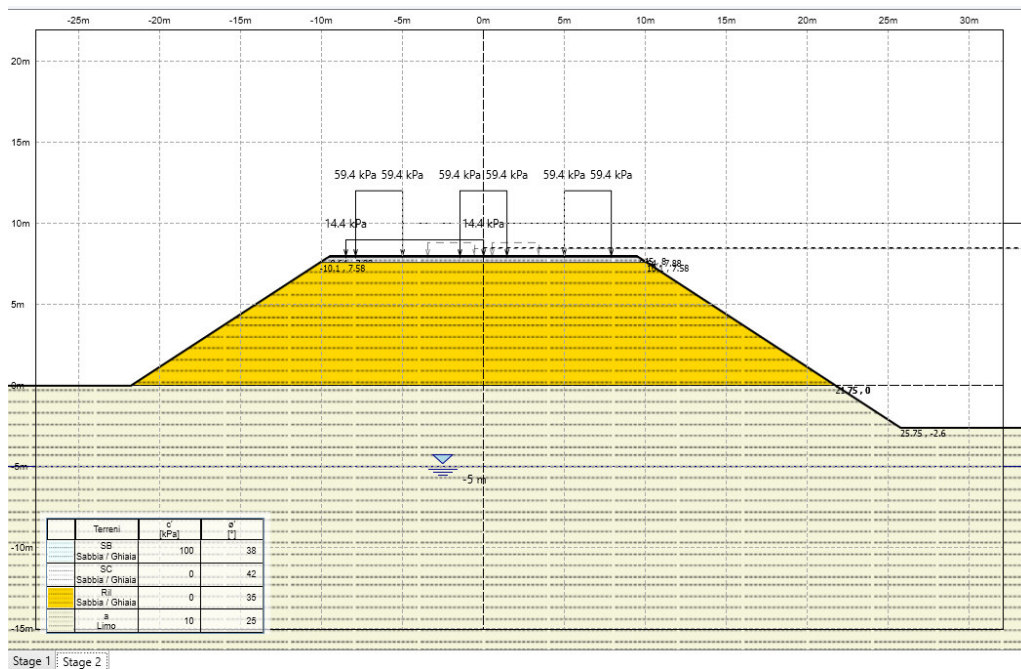 -25m -20m -15m -10m -5m 0m 5m 10m 15m 20m 25m 30m
20m
15m
59.4 kPa 59.4 kPa 59.4 kPa 59.4 kPa 59.4 kPa 59.4 kPa
10m
14.4 kPa 14.4 kPa
-10.1 , 7.58
7.58
5m
0m
21.75 , 0
25.75 , -2.6
-5m
-5 m
Terreni c' [kPa] ø' [°]
SB
Sabbia / Ghiaia 100 38
-10m
SC
Sabbia / Ghiaia 0 42
Ril
Sabbia / Ghiaia 0 35
a
Limo 10 25
-15m
Stage 1 Stage 2